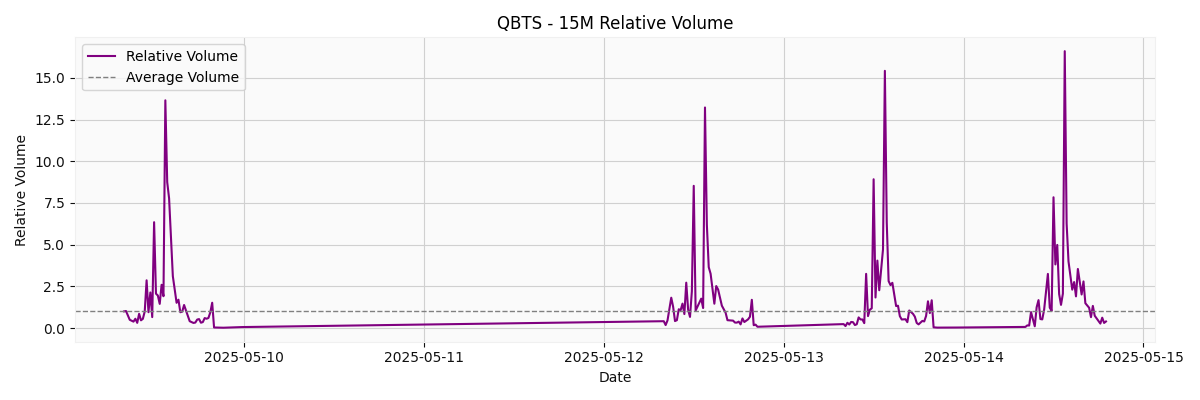 QBTS - 15M Relative Volume
Relative Volume
Average Volume
Relative Volume
15.0
12.5
10.0
7.5
5.0
2.5
0.0
2025-05-10
2025-05-11
2025-05-12
2025-05-13
2025-05-14
2025-05-15
Date